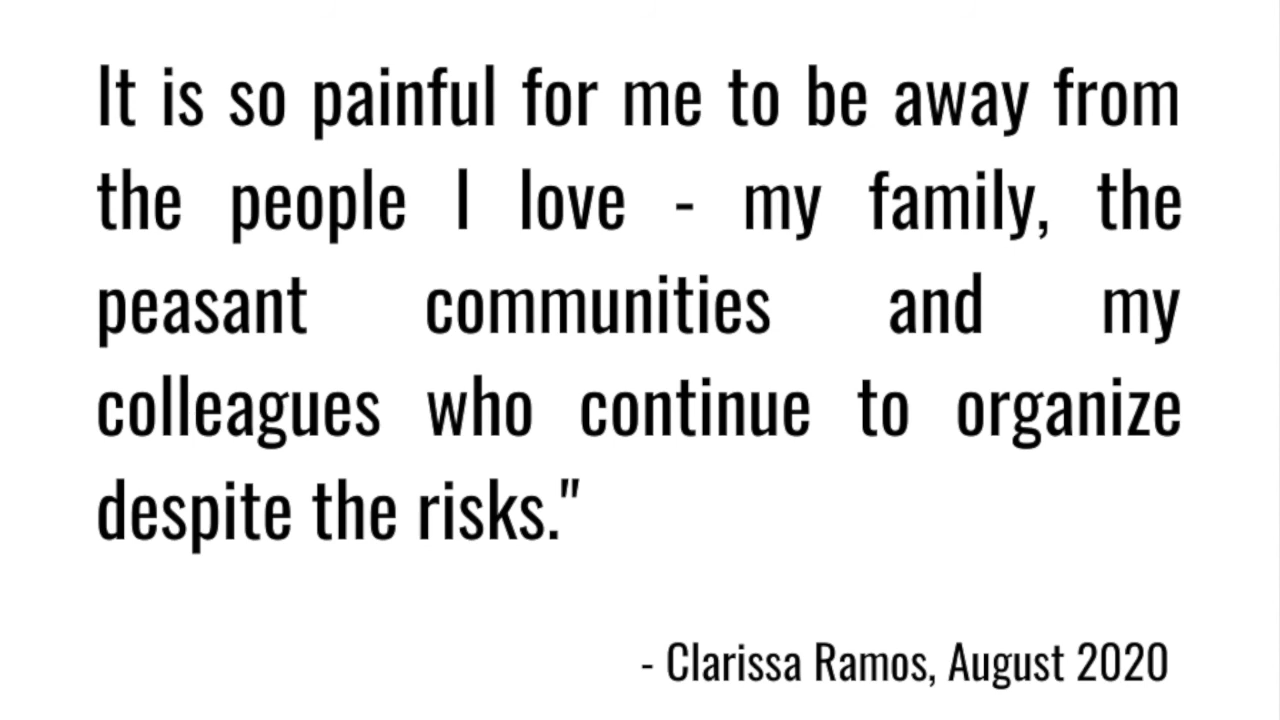 It is so painful for me to be away from
the people I love - my family, the
peasant communities and my
colleagues who continue to organize
despite the risks."
- Clarissa Ramos, August 2020